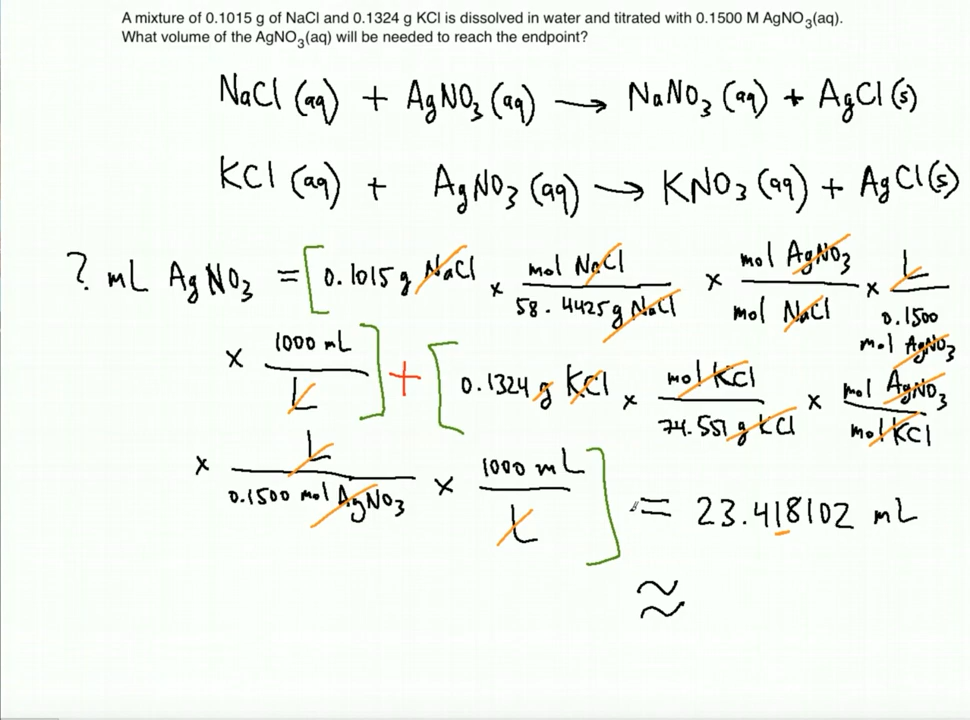 A mixture of 0.1015 g of NaCl and 0.1324 g KCl is dissolved in water and titrated with 0.1500 M AgNO₃(aq).
What volume of the AgNO₃(aq) will be needed to reach the endpoint?
NaCl (aq) + AgNO₃ (aq) → NaNO₃ (aq) + AgCl (s)
KCl (aq) + AgNO₃ (aq) → KNO₃ (aq) + AgCl (s)
? mL AgNO₃ = [0.1015 g NaCl × mol NaCl / 58.4425 g NaCl × mol AgNO₃ / mol NaCl × L / 0.1500 mol AgNO₃
× 1000 mL / L ] + [ 0.1324 g KCl × mol KCl / 74.551 g KCl × mol AgNO₃ / mol KCl
× L / 0.1500 mol AgNO₃ × 1000 mL / L ] = 23.418102 mL
≈